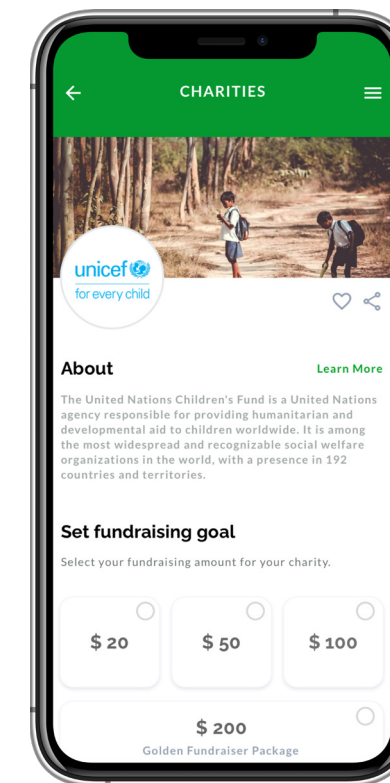 CHARITIES
unicef
for every child
About
Learn More
The United Nations Children's Fund is a United Nations
agency responsible for providing humanitarian and
developmental aid to children worldwide. It is among
the most widespread and recognizable social welfare
organizations in the world, with a presence in 192
countries and territories.
Set fundraising goal
Select your fundraising amount for your charity.
$ 20
$ 50
$ 100
$ 200
Golden Fundraiser Package